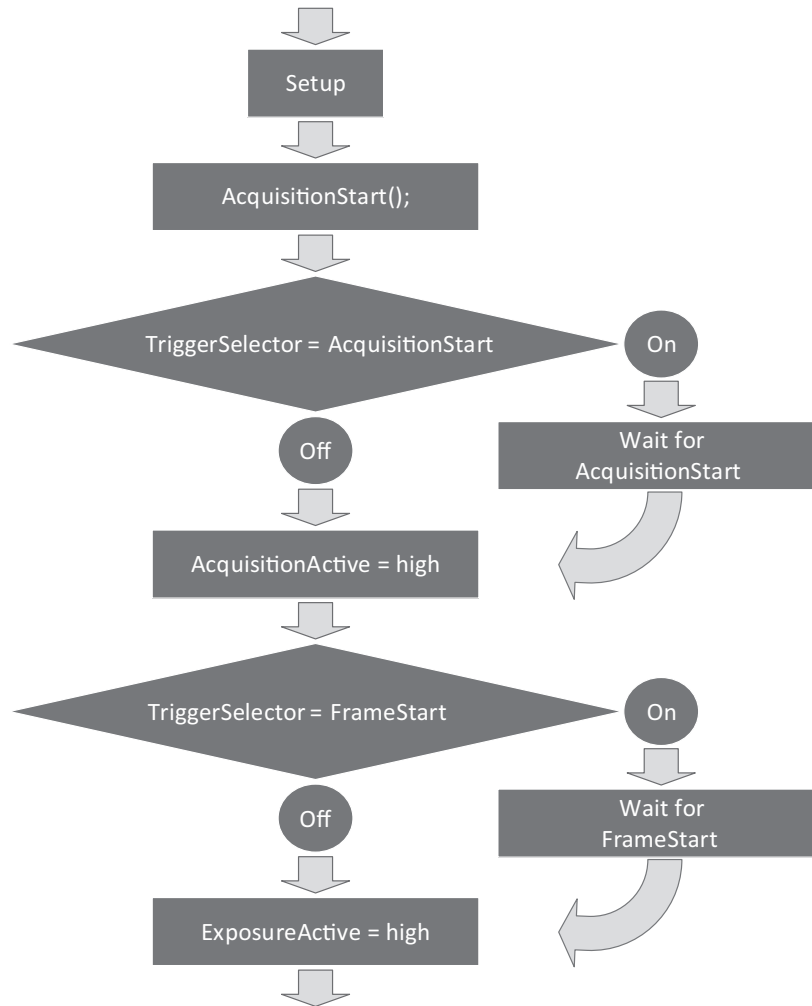 Setup
AcquisitionStart();
TriggerSelector = AcquisitionStart
On
Off
Wait for
AcquisitionStart
AcquisitionActive = high
TriggerSelector = FrameStart
On
Off
Wait for
FrameStart
ExposureActive = high